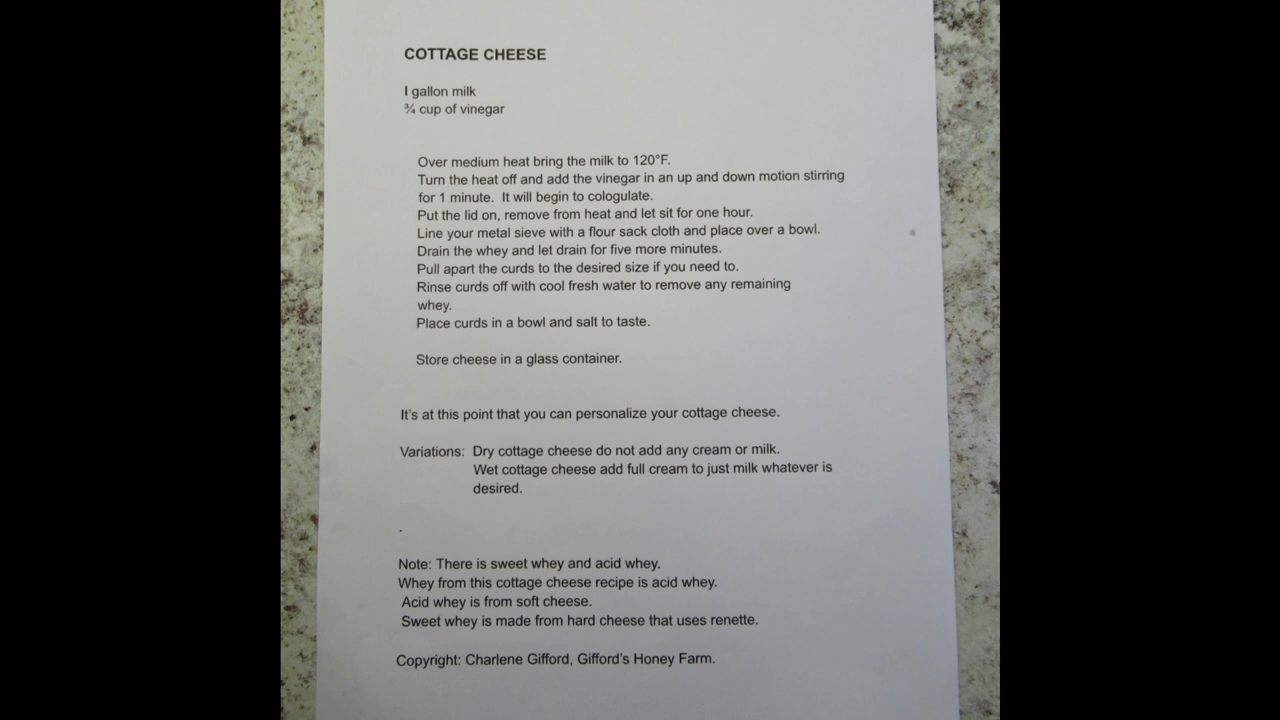 COTTAGE CHEESE
I gallon milk
¾ cup of vinegar
Over medium heat bring the milk to 120°F.
Turn the heat off and add the vinegar in an up and down motion stirring
for 1 minute.  It will begin to cologulate.
Put the lid on, remove from heat and let sit for one hour.
Line your metal sieve with a flour sack cloth and place over a bowl.
Drain the whey and let drain for five more minutes.
Pull apart the curds to the desired size if you need to.
Rinse curds off with cool fresh water to remove any remaining
whey.
Place curds in a bowl and salt to taste.
Store cheese in a glass container.
It's at this point that you can personalize your cottage cheese.
Variations:  Dry cottage cheese do not add any cream or milk.
Wet cottage cheese add full cream to just milk whatever is
desired.
.
Note: There is sweet whey and acid whey.
Whey from this cottage cheese recipe is acid whey.
Acid whey is from soft cheese.
Sweet whey is made from hard cheese that uses renette.
Copyright: Charlene Gifford, Gifford's Honey Farm.